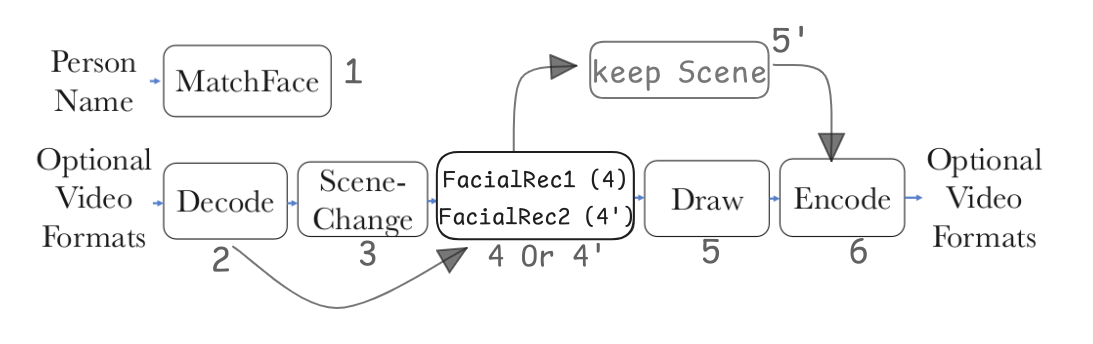 Person
Name
MatchFace
1
5'
keep Scene
Optional
Video
Formats
Decode
2
Scene-
Change
3
FacialRec1 (4)
FacialRec2 (4')
4 Or 4'
Draw
5
Encode
6
Optional
Video
Formats